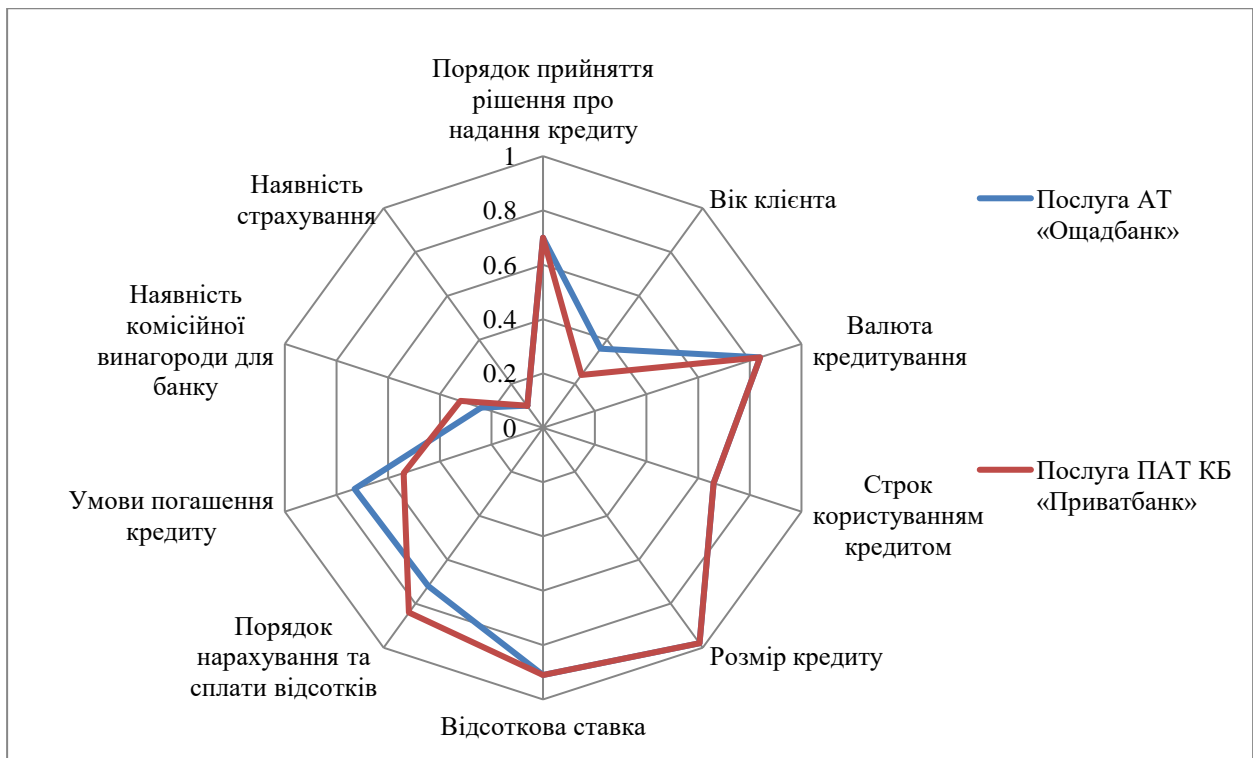 Порядок прийняття
рішення про
надання кредиту
1
0.8
0.6
0.4
0.2
0
Вік клієнта
Валюта
кредитування
Строк
користуванням
кредитом
Розмір кредиту
Відсоткова ставка
Порядок
нарахування та
сплати відсотків
Умови погашення
кредиту
Наявність
комісійної
винагороди для
банку
Наявність
страхування
Послуга АТ
«Ощадбанк»
Послуга ПАТ КБ
«Приватбанк»